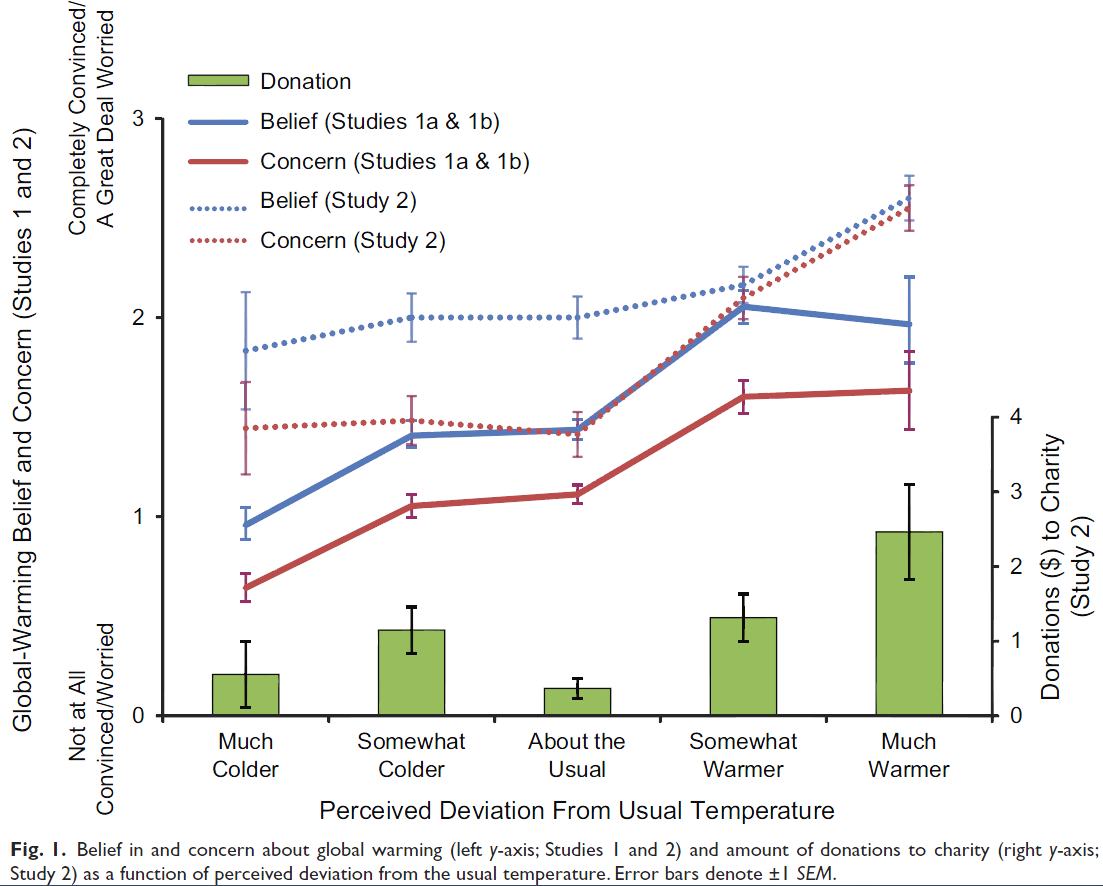 Completely Convinced/
A Great Deal Worried
Global-Warming Belief and Concern (Studies 1 and 2)
Not at All
Convinced/Worried
3
2
1
0
Donation
Belief (Studies 1a & 1b)
Concern (Studies 1a & 1b)
Belief (Study 2)
Concern (Study 2)
4
3
2
1
0
Donations ($) to Charity
(Study 2)
Much
Colder
Somewhat
Colder
About the
Usual
Somewhat
Warmer
Much
Warmer
Perceived Deviation From Usual Temperature
Fig. 1. Belief in and concern about global warming (left y-axis; Studies 1 and 2) and amount of donations to charity (right y-axis;
Study 2) as a function of perceived deviation from the usual temperature. Error bars denote ±1 SEM.